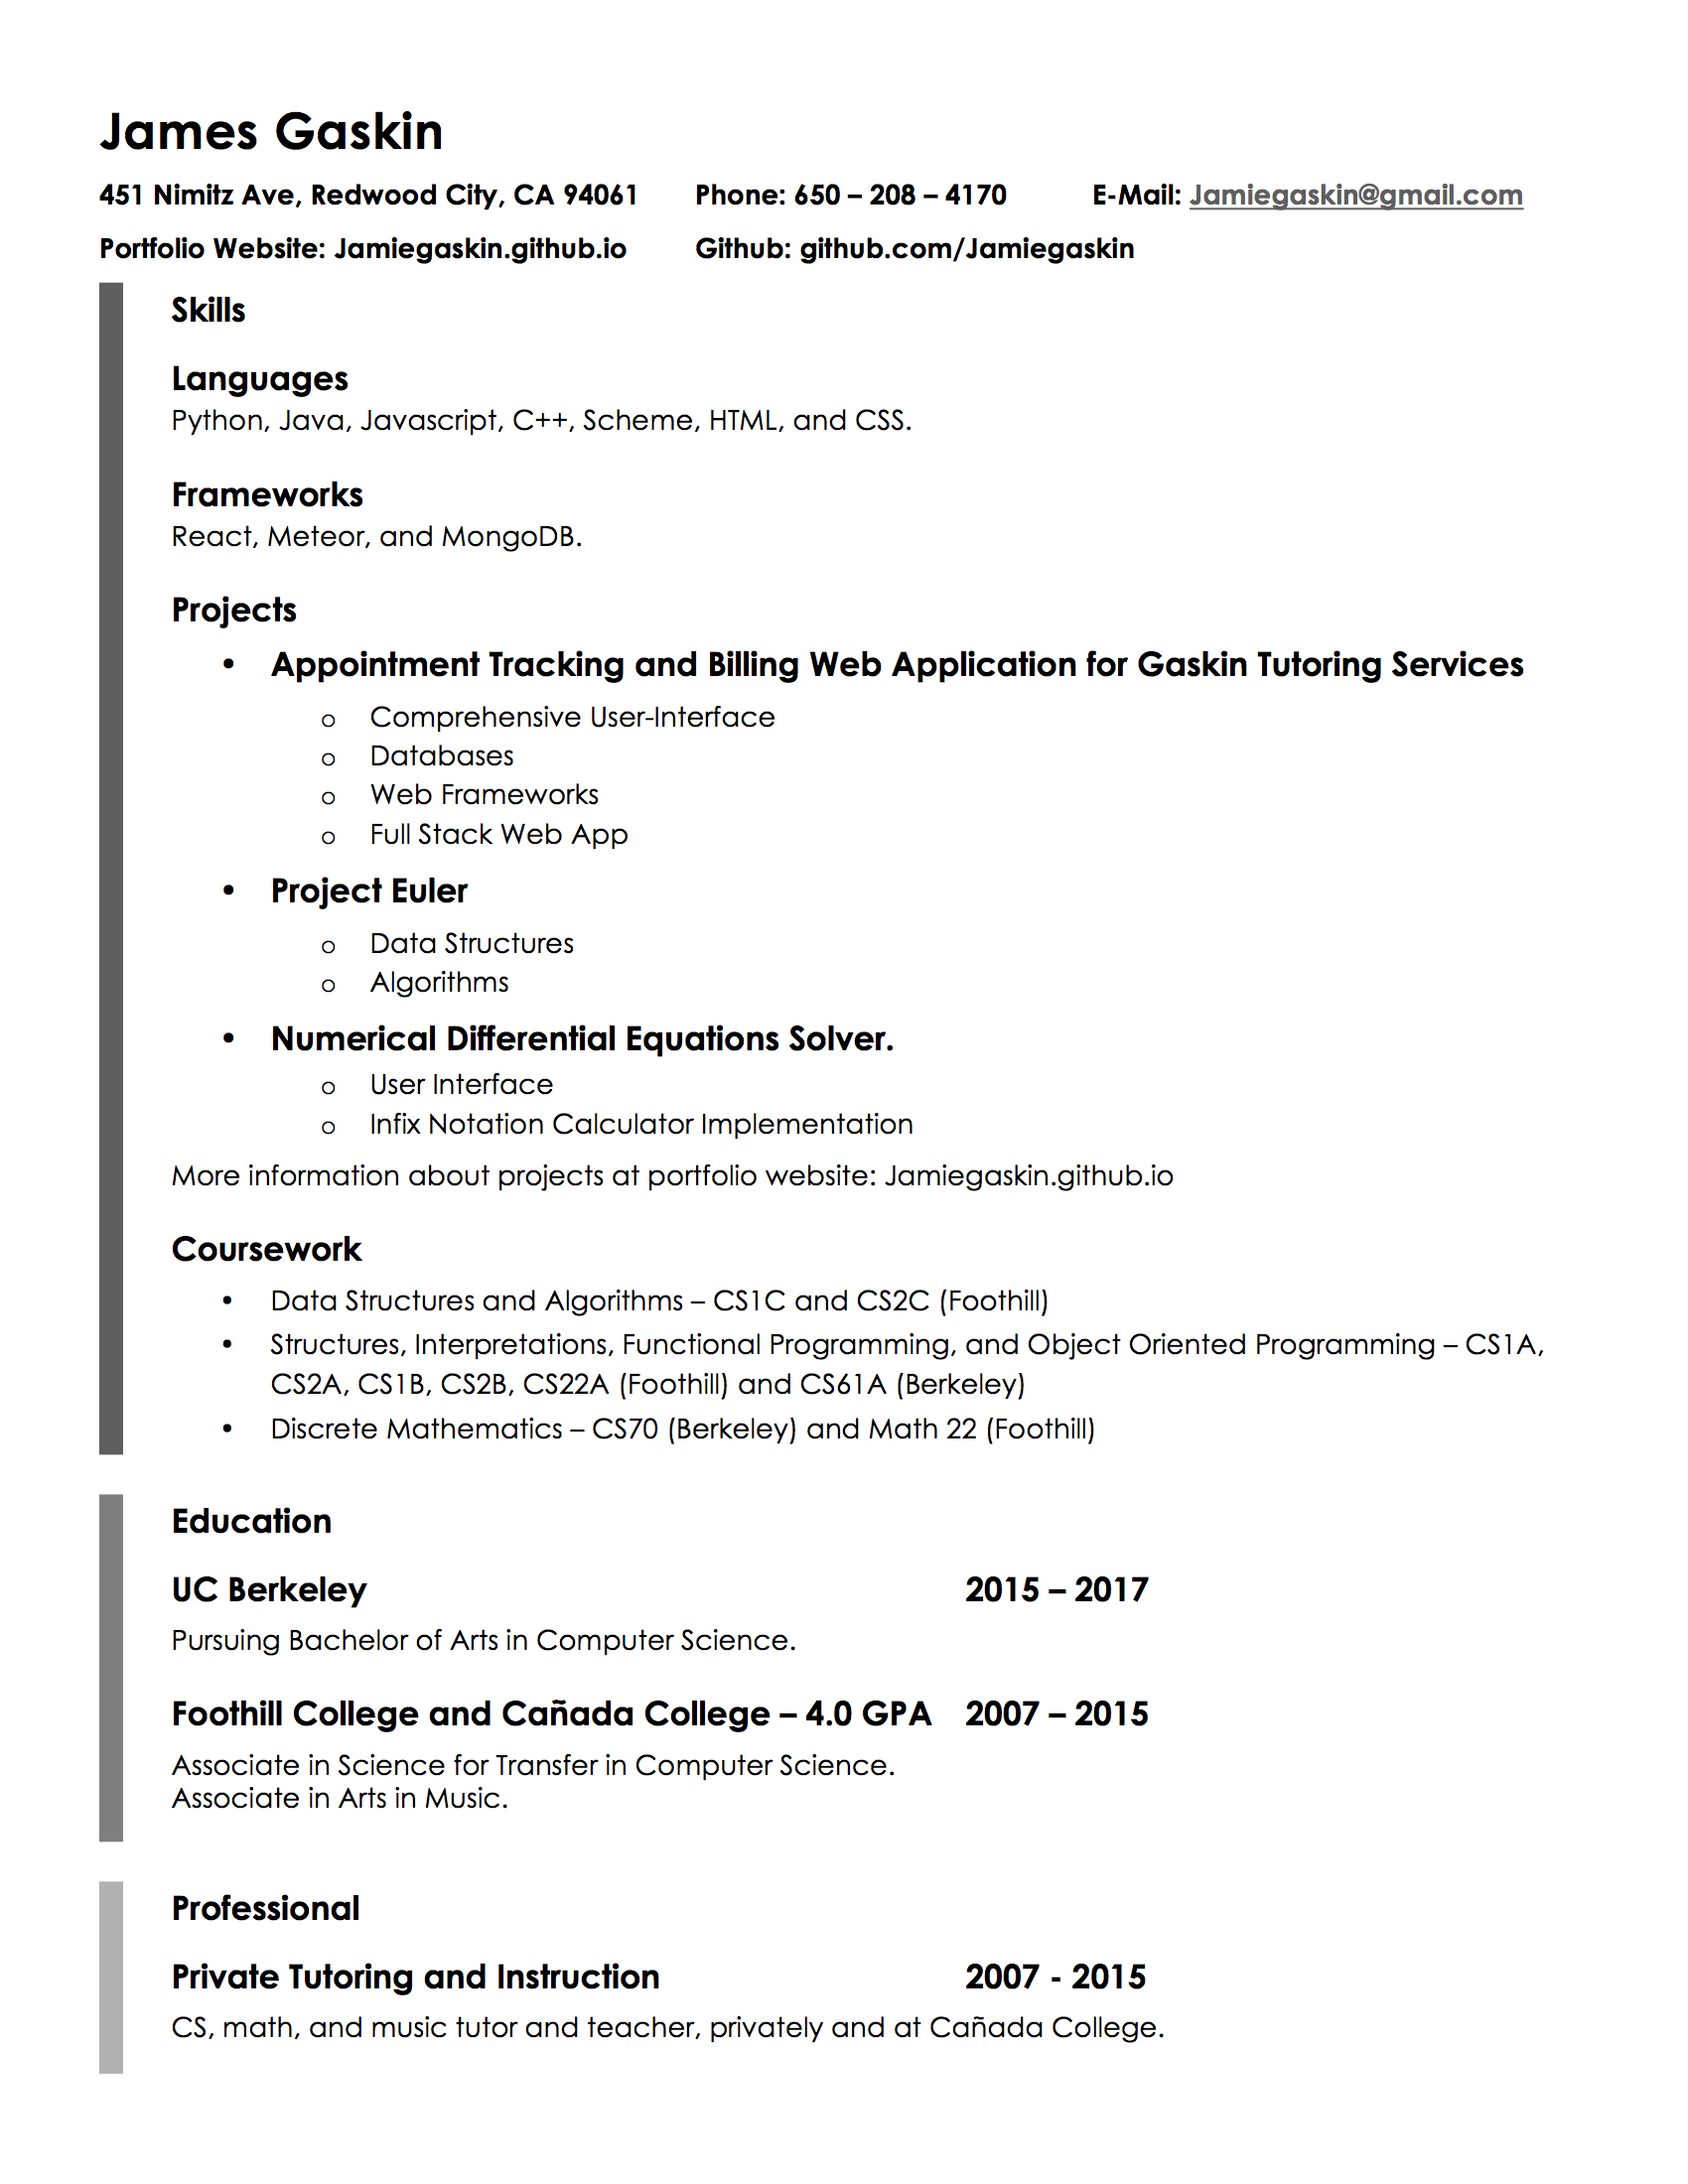 James Gaskin
451 Nimitz Ave, Redwood City, CA 94061 Phone: 650 – 208 – 4170 E-Mail: Jamiegaskin@gmail.com
Portfolio Website: Jamiegaskin.github.io Github: github.com/Jamiegaskin
Skills
Languages
Python, Java, Javascript, C++, Scheme, HTML, and CSS.
Frameworks
React, Meteor, and MongoDB.
Projects
• Appointment Tracking and Billing Web Application for Gaskin Tutoring Services
o Comprehensive User-Interface
o Databases
o Web Frameworks
o Full Stack Web App
• Project Euler
o Data Structures
o Algorithms
• Numerical Differential Equations Solver.
o User Interface
o Infix Notation Calculator Implementation
More information about projects at portfolio website: Jamiegaskin.github.io
Coursework
• Data Structures and Algorithms – CS1C and CS2C (Foothill)
• Structures, Interpretations, Functional Programming, and Object Oriented Programming – CS1A,
CS2A, CS1B, CS2B, CS22A (Foothill) and CS61A (Berkeley)
• Discrete Mathematics – CS70 (Berkeley) and Math 22 (Foothill)
Education
UC Berkeley 2015 – 2017
Pursuing Bachelor of Arts in Computer Science.
Foothill College and Cañada College – 4.0 GPA 2007 – 2015
Associate in Science for Transfer in Computer Science.
Associate in Arts in Music.
Professional
Private Tutoring and Instruction 2007 - 2015
CS, math, and music tutor and teacher, privately and at Cañada College.